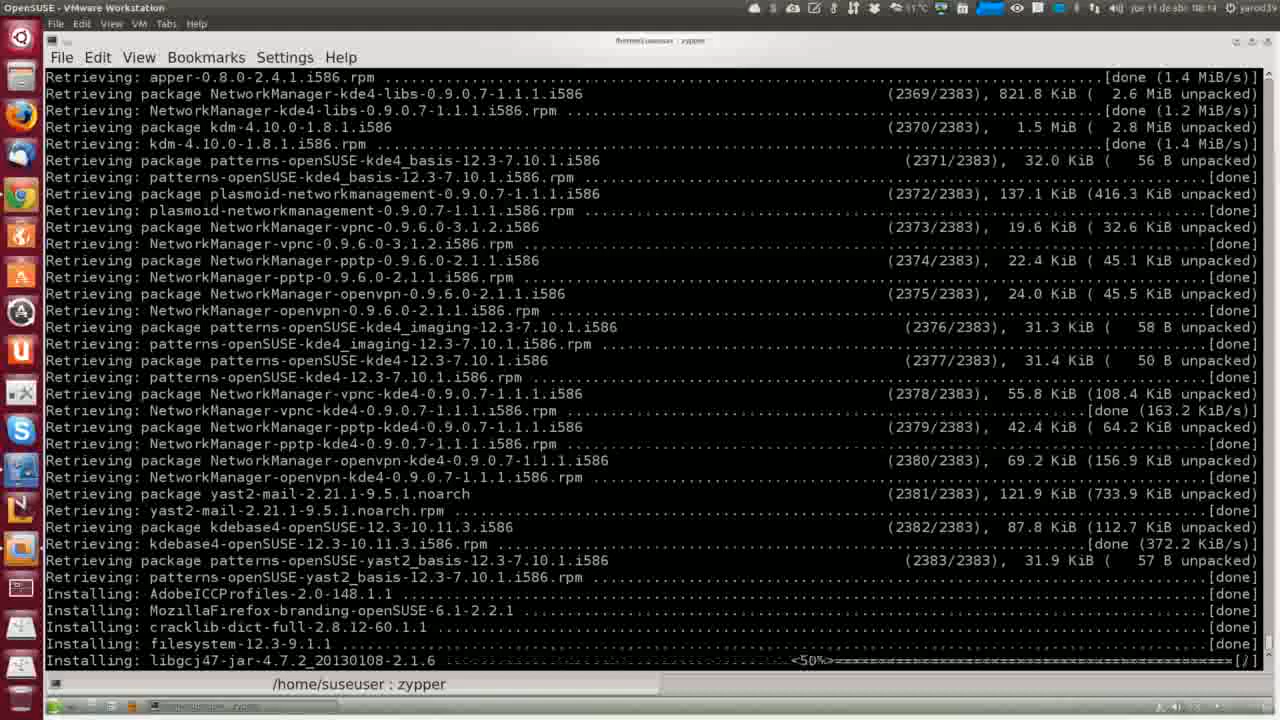 OpenSUSE - VMware Workstation
jue 11 de abr 08:14
yarod39
File Edit View VM Tabs Help
/home/suseuser : zypper
File Edit View Bookmarks Settings Help
Retrieving: apper-0.8.0-2.4.1.i586.rpm [done (1.4 MiB/s)]
Retrieving package NetworkManager-kde4-libs-0.9.0.7-1.1.1.i586 (2369/2383), 821.8 KiB ( 2.6 MiB unpacked)
Retrieving: NetworkManager-kde4-libs-0.9.0.7-1.1.1.i586.rpm [done (1.2 MiB/s)]
Retrieving package kdm-4.10.0-1.8.1.i586 (2370/2383), 1.5 MiB ( 2.8 MiB unpacked)
Retrieving: kdm-4.10.0-1.8.1.i586.rpm [done (1.4 MiB/s)]
Retrieving package patterns-openSUSE-kde4_basis-12.3-7.10.1.i586 (2371/2383), 32.0 KiB ( 56 B unpacked)
Retrieving: patterns-openSUSE-kde4_basis-12.3-7.10.1.i586.rpm [done]
Retrieving package plasmoid-networkmanagement-0.9.0.7-1.1.1.i586 (2372/2383), 137.1 KiB (416.3 KiB unpacked)
Retrieving: plasmoid-networkmanagement-0.9.0.7-1.1.1.i586.rpm [done]
Retrieving package NetworkManager-vpnc-0.9.6.0-3.1.2.i586 (2373/2383), 19.6 KiB ( 32.6 KiB unpacked)
Retrieving: NetworkManager-vpnc-0.9.6.0-3.1.2.i586.rpm [done]
Retrieving package NetworkManager-pptp-0.9.6.0-2.1.1.i586 (2374/2383), 22.4 KiB ( 45.1 KiB unpacked)
Retrieving: NetworkManager-pptp-0.9.6.0-2.1.1.i586.rpm [done]
Retrieving package NetworkManager-openvpn-0.9.6.0-2.1.1.i586 (2375/2383), 24.0 KiB ( 45.5 KiB unpacked)
Retrieving: NetworkManager-openvpn-0.9.6.0-2.1.1.i586.rpm [done]
Retrieving package patterns-openSUSE-kde4_imaging-12.3-7.10.1.i586 (2376/2383), 31.3 KiB ( 58 B unpacked)
Retrieving: patterns-openSUSE-kde4_imaging-12.3-7.10.1.i586.rpm [done]
Retrieving package patterns-openSUSE-kde4-12.3-7.10.1.i586 (2377/2383), 31.4 KiB ( 50 B unpacked)
Retrieving: patterns-openSUSE-kde4-12.3-7.10.1.i586.rpm [done]
Retrieving package NetworkManager-vpnc-kde4-0.9.0.7-1.1.1.i586 (2378/2383), 55.8 KiB (108.4 KiB unpacked)
Retrieving: NetworkManager-vpnc-kde4-0.9.0.7-1.1.1.i586.rpm [done (163.2 KiB/s)]
Retrieving package NetworkManager-pptp-kde4-0.9.0.7-1.1.1.i586 (2379/2383), 42.4 KiB ( 64.2 KiB unpacked)
Retrieving: NetworkManager-pptp-kde4-0.9.0.7-1.1.1.i586.rpm [done]
Retrieving package NetworkManager-openvpn-kde4-0.9.0.7-1.1.1.i586 (2380/2383), 69.2 KiB (156.9 KiB unpacked)
Retrieving: NetworkManager-openvpn-kde4-0.9.0.7-1.1.1.i586.rpm [done]
Retrieving package yast2-mail-2.21.1-9.5.1.noarch (2381/2383), 121.9 KiB (733.9 KiB unpacked)
Retrieving: yast2-mail-2.21.1-9.5.1.noarch.rpm [done]
Retrieving package kdebase4-openSUSE-12.3-10.11.3.i586 (2382/2383), 87.8 KiB (112.7 KiB unpacked)
Retrieving: kdebase4-openSUSE-12.3-10.11.3.i586.rpm [done (372.2 KiB/s)]
Retrieving package patterns-openSUSE-yast2_basis-12.3-7.10.1.i586 (2383/2383), 31.9 KiB ( 57 B unpacked)
Retrieving: patterns-openSUSE-yast2_basis-12.3-7.10.1.i586.rpm [done]
Installing: AdobeICCProfiles-2.0-148.1.1 [done]
Installing: MozillaFirefox-branding-openSUSE-6.1-2.2.1 [done]
Installing: cracklib-dict-full-2.8.12-60.1.1 [done]
Installing: filesystem-12.3-9.1.1 [done]
Installing: libgcj47-jar-4.7.2_20130108-2.1.6 <50%> [/]
/home/suseuser : zypper